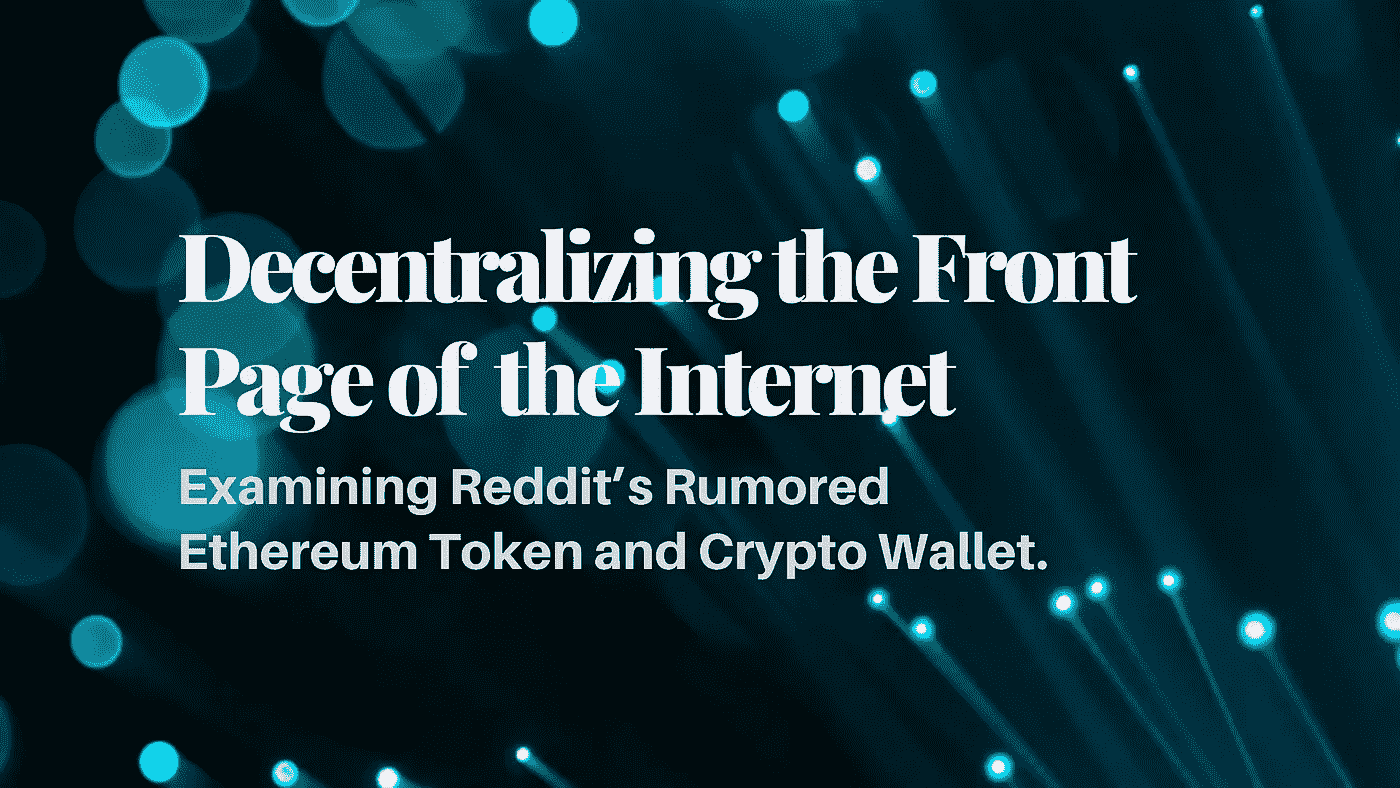 Decentralizing the Front
Page of the Internet
Examining Reddit’s Rumored
Ethereum Token and Crypto Wallet.